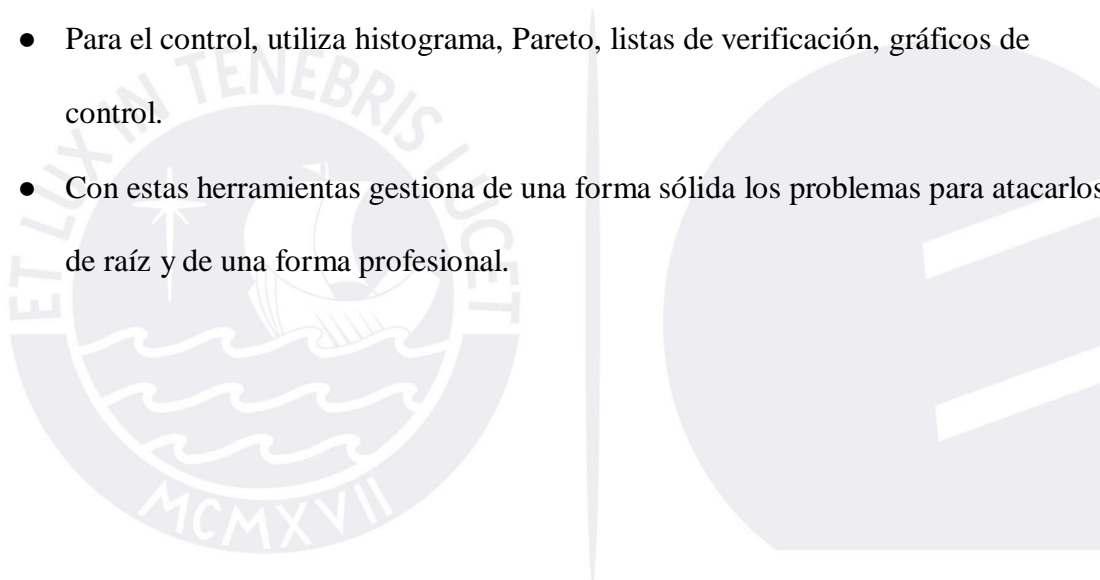 ● Para el control, utiliza histograma, Pareto, listas de verificación, gráficos de
control.
● Con estas herramientas gestiona de una forma sólida los problemas para atacarlos
de raíz y de una forma profesional.
ET LUX IN TENEBRIS LUCET
MCMXVII